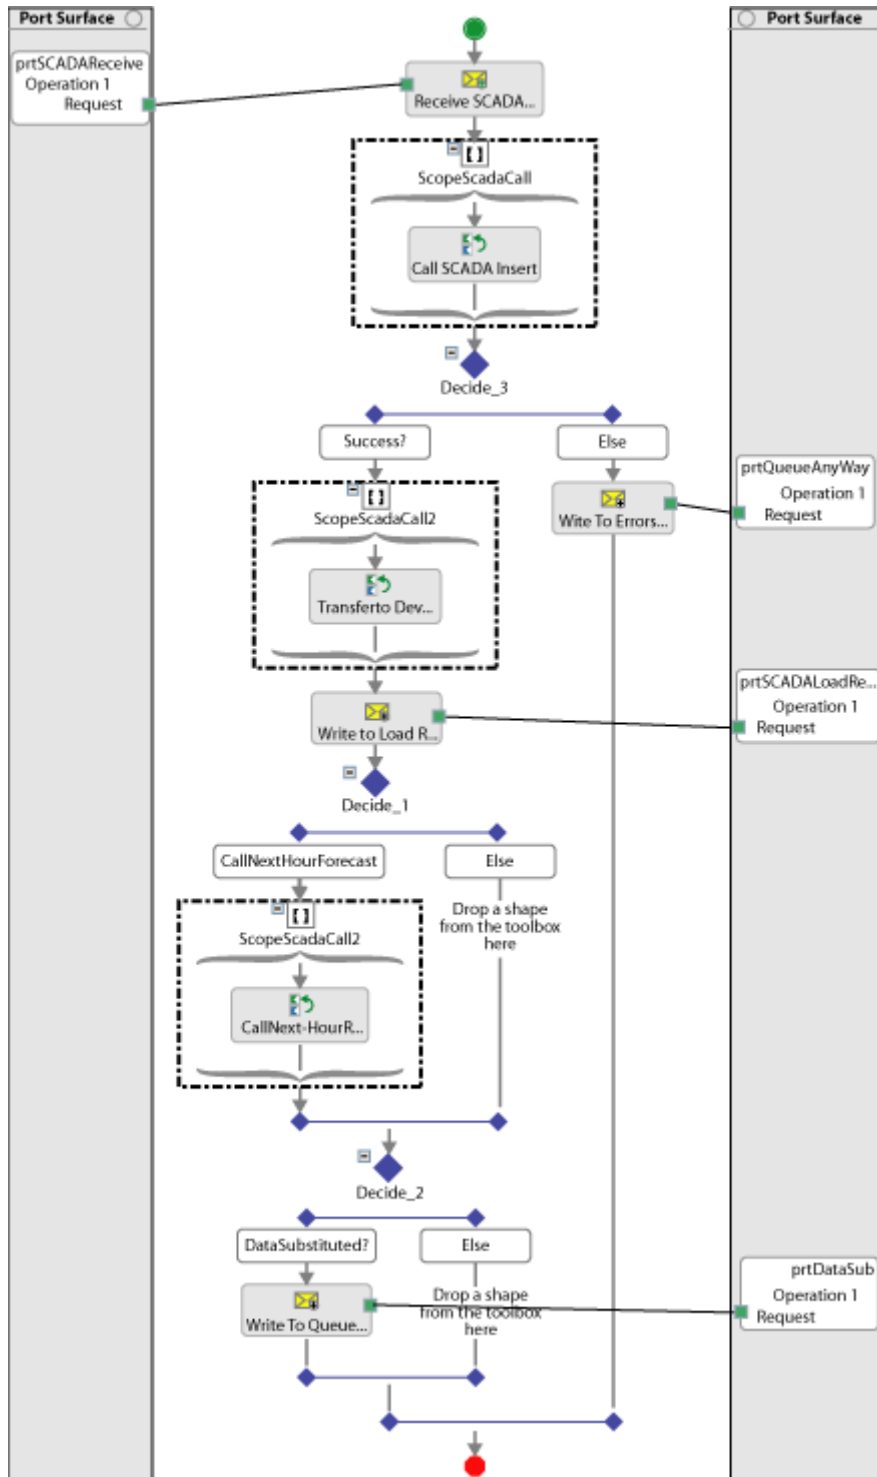 Port Surface
Port Surface
prtSCADAReceive
Operation 1
Request
Receive SCADA...
ScopeScadaCall
Call SCADA Insert
Decide_3
Success?
Else
prtQueueAnyWay
Operation 1
Request
ScopeScadaCall2
Wite To Errors...
Transferto Dev...
prtSCADALoadRe...
Operation 1
Request
Write to Load R...
Decide_1
CallNextHourForecast
Else
Drop a shape
from the toolbox
here
ScopeScadaCall2
CallNext-HourR...
Decide_2
DataSubstituted?
Else
prtDataSub
Operation 1
Request
Write To Queue...
Drop a shape
from the toolbox
here